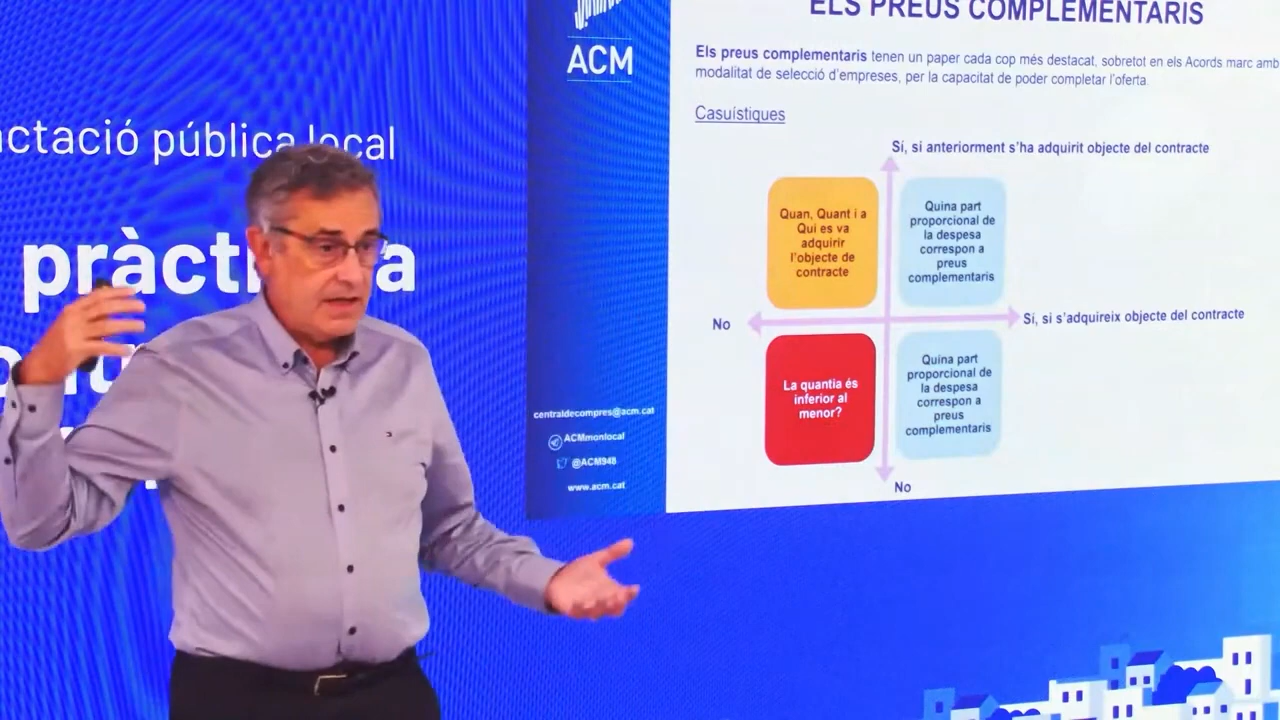 actació pública local
pràctica
ACM
centraldecompres@acm.cat
ACMmonlocal
@ACM948
www.acm.cat
ELS PREUS COMPLEMENTARIS
Els preus complementaris tenen un paper cada cop més destacat, sobretot en els Acords marc amb
modalitat de selecció d'empreses, per la capacitat de poder completar l'oferta.
Casuístiques
Sí, si anteriorment s'ha adquirit objecte del contracte
Quan, Quant i a
Qui es va
adquirir
l'objecte de
contracte
Quina part
proporcional de
la despesa
correspon a
preus
complementaris
No
Sí, si s'adquireix objecte del contracte
La quantia és
inferior al
menor?
Quina part
proporcional de
la despesa
correspon a
preus
complementaris
No